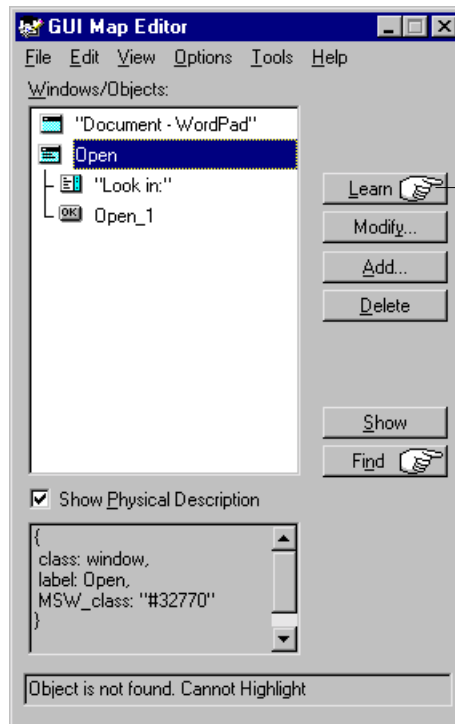 GUI Map Editor
File Edit View Options Tools Help
Windows/Objects:
"Document - WordPad"
Open
"Look in:"
OK Open_1
Learn
Modify...
Add...
Delete
Show
Find
Show Physical Description
{
class: window,
label: Open,
MSW_class: "#32770"
}
Object is not found. Cannot Highlight